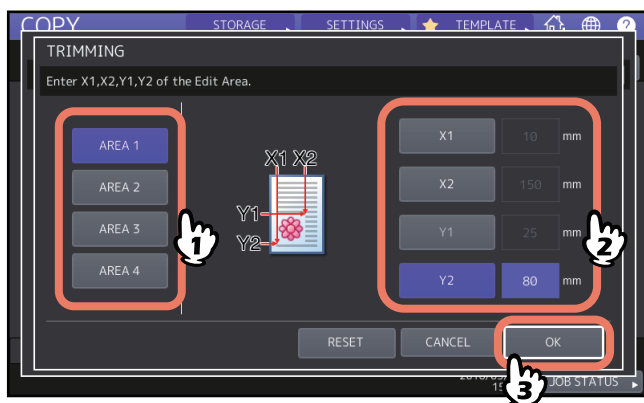 COPY STORAGE SETTINGS TEMPLATE ?
TRIMMING
Enter X1,X2,Y1,Y2 of the Edit Area.
AREA 1
AREA 2
AREA 3
AREA 4
1
X1 X2
Y1
Y2
X1 10 mm
X2 150 mm
Y1 25 mm
Y2 80 mm
2
RESET CANCEL OK
3
JOB STATUS